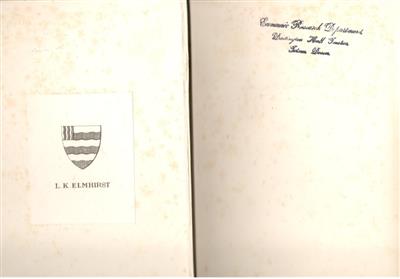 L. K. ELMHIRST
Economic Research Department
Dartington Hall Trustees
Totnes Devon